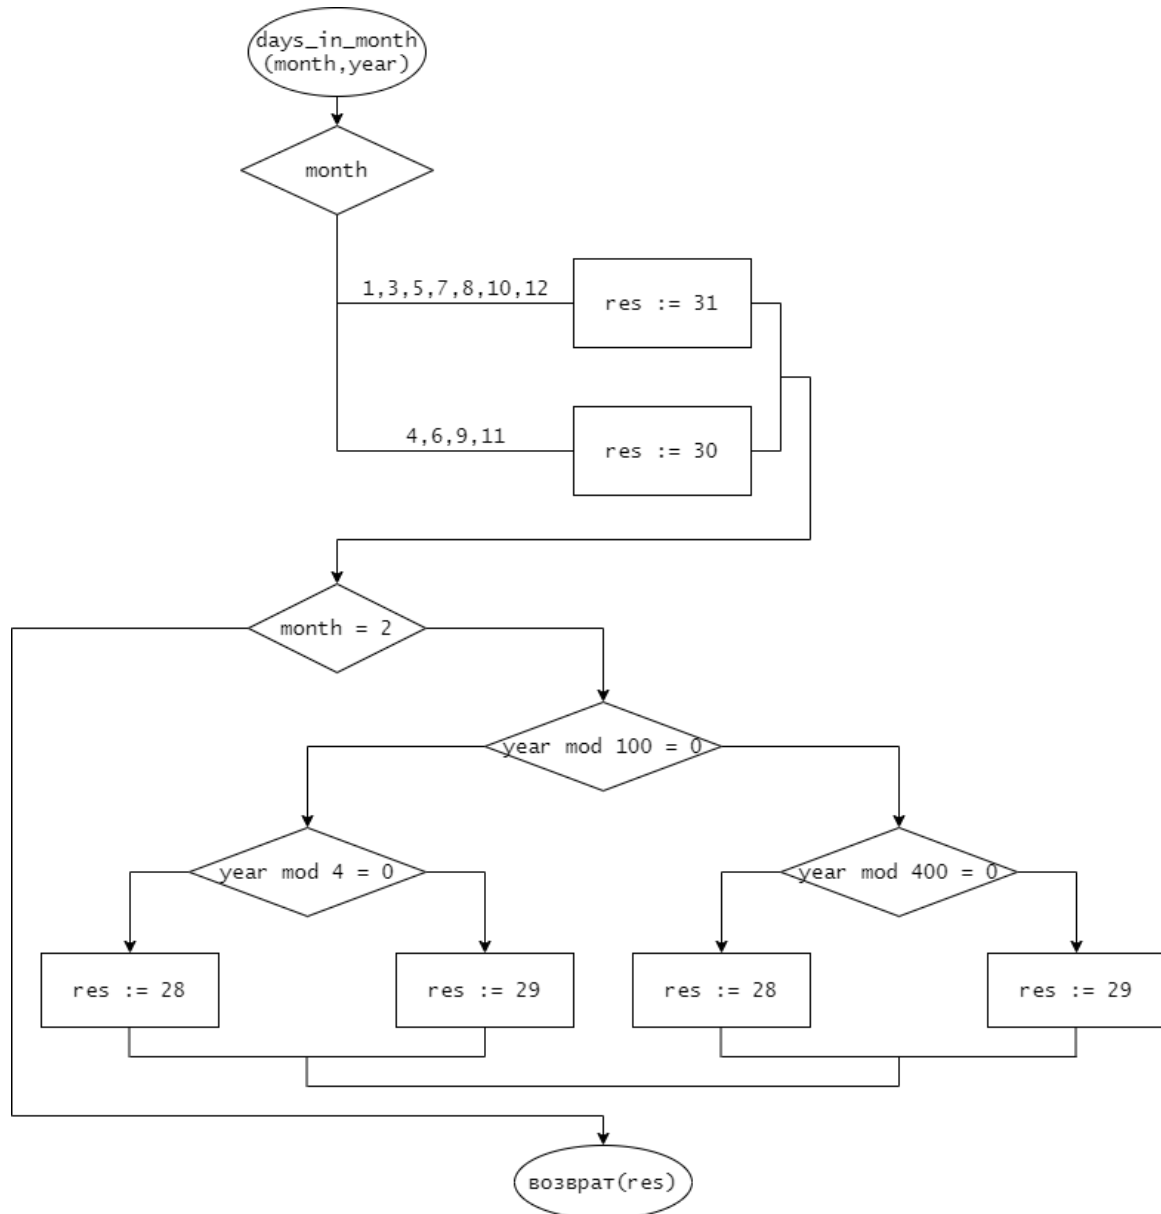 days_in_month
(month,year)
month
1,3,5,7,8,10,12
res := 31
4,6,9,11
res := 30
month = 2
year mod 100 = 0
year mod 4 = 0
year mod 400 = 0
res := 28
res := 29
res := 28
res := 29
возврат(res)